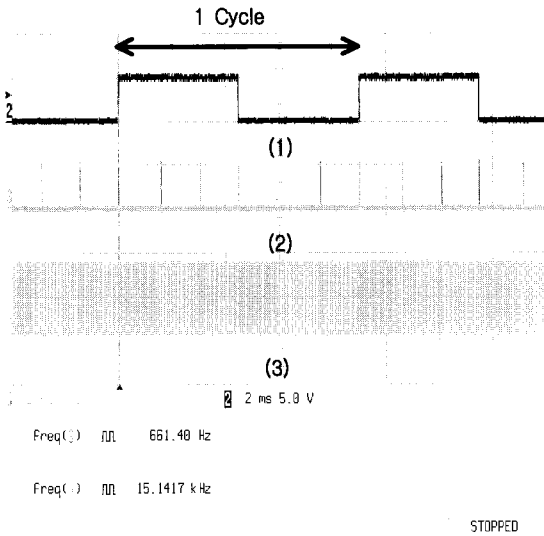 1 Cycle
2
(1)
(2)
(3)
2 2 ms 5.0 V
Freq( ) 661.40 Hz
Freq( ) 15.1417 kHz
STOPPED